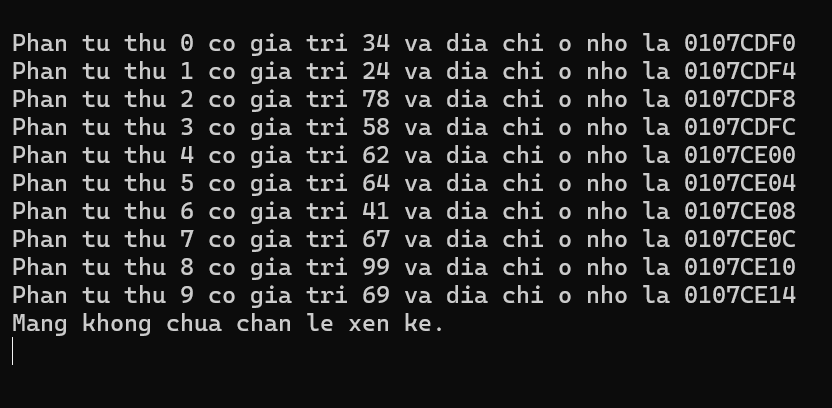 Phan tu thu 0 co gia tri 34 va dia chi o nho la 0107CDF0
Phan tu thu 1 co gia tri 24 va dia chi o nho la 0107CDF4
Phan tu thu 2 co gia tri 78 va dia chi o nho la 0107CDF8
Phan tu thu 3 co gia tri 58 va dia chi o nho la 0107CDFC
Phan tu thu 4 co gia tri 62 va dia chi o nho la 0107CE00
Phan tu thu 5 co gia tri 64 va dia chi o nho la 0107CE04
Phan tu thu 6 co gia tri 41 va dia chi o nho la 0107CE08
Phan tu thu 7 co gia tri 67 va dia chi o nho la 0107CE0C
Phan tu thu 8 co gia tri 99 va dia chi o nho la 0107CE10
Phan tu thu 9 co gia tri 69 va dia chi o nho la 0107CE14
Mang khong chua chan le xen ke.